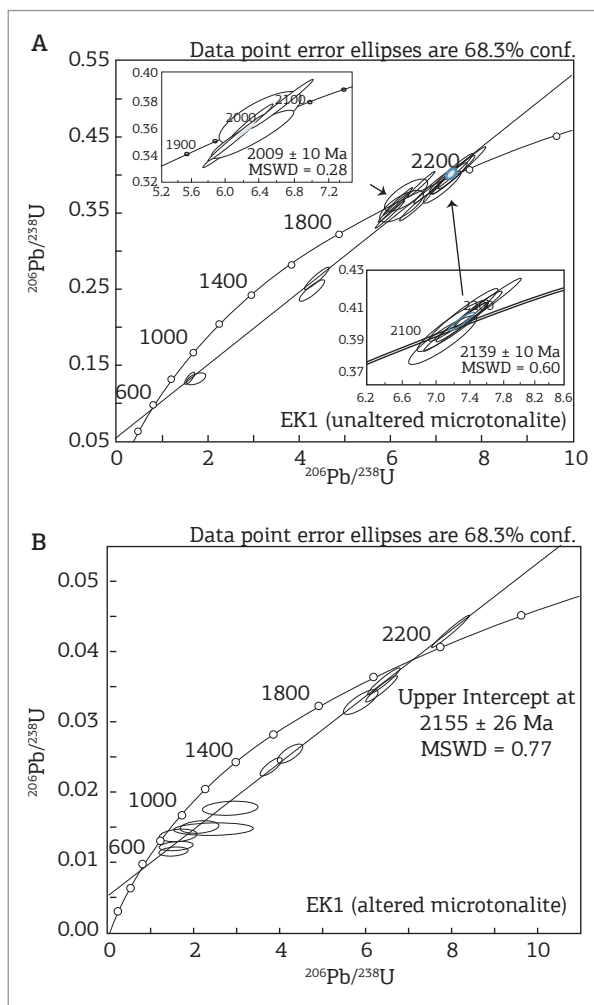 A
Data point error ellipses are 68.3% conf.
0.55
0.45
0.35
0.25
0.15
0.05
²⁰⁶Pb/²³⁸U
600
1000
1400
1800
2200
0.40
0.38
0.36
0.54
0.52
1900
2000
2100
2009 ± 10 Ma
MSWD = 0.28
5.2 5.6 6.0 6.4 6.8 7.2
0.43
0.41
0.39
0.37
2100
2200
2139 ± 10 Ma
MSWD = 0.60
6.2 6.6 7.0 7.4 7.8 8.2 8.6
EK1 (unaltered microtonalite)
0 2 4 6 8 10
²⁰⁶Pb/²³⁸U
B
Data point error ellipses are 68.3% conf.
0.05
0.04
0.03
0.02
0.01
0.00
²⁰⁶Pb/²³⁸U
600
1000
1400
1800
2200
Upper Intercept at
2155 ± 26 Ma
MSWD = 0.77
EK1 (altered microtonalite)
0 2 4 6 8 10
²⁰⁶Pb/²³⁸U